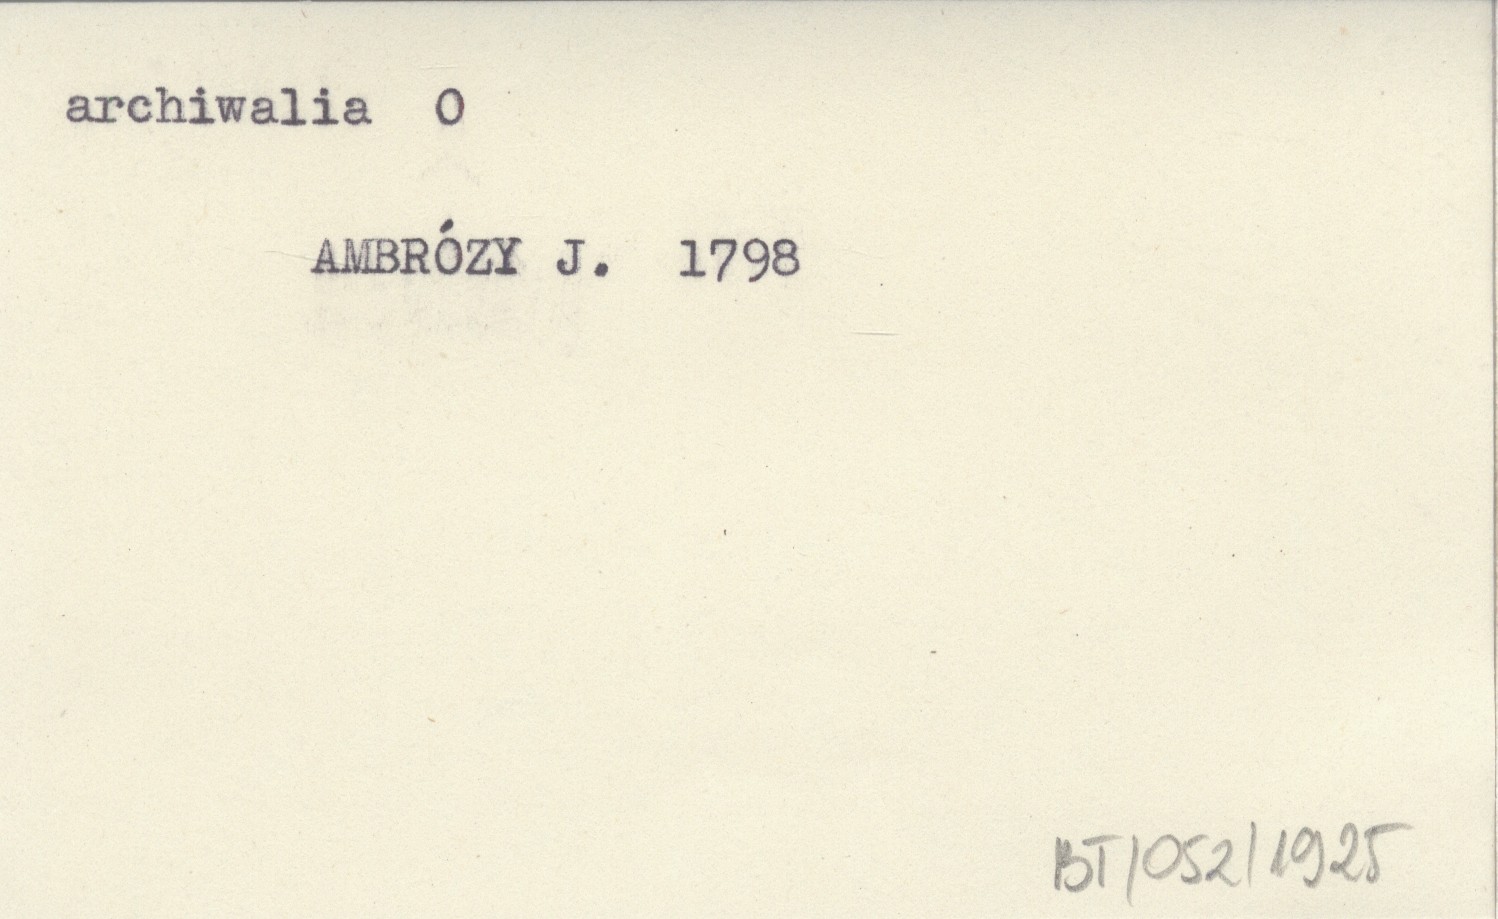 archiwalia O
AMBRÓZY J. 1798
BT/052/1925